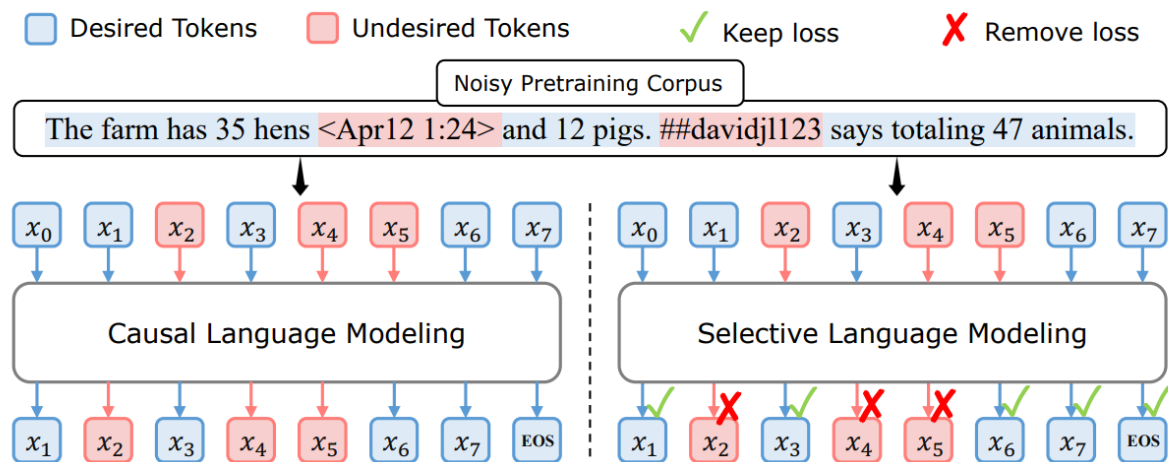 Desired Tokens Undesired Tokens Keep loss Remove loss
Noisy Pretraining Corpus
The farm has 35 hens <Apr12 1:24> and 12 pigs. ##davidjl123 says totaling 47 animals.
x₀ x₁ x₂ x₃ x₄ x₅ x₆ x₇
Causal Language Modeling
x₁ x₂ x₃ x₄ x₅ x₆ x₇ EOS
x₀ x₁ x₂ x₃ x₄ x₅ x₆ x₇
Selective Language Modeling
x₁ x₂ x₃ x₄ x₅ x₆ x₇ EOS